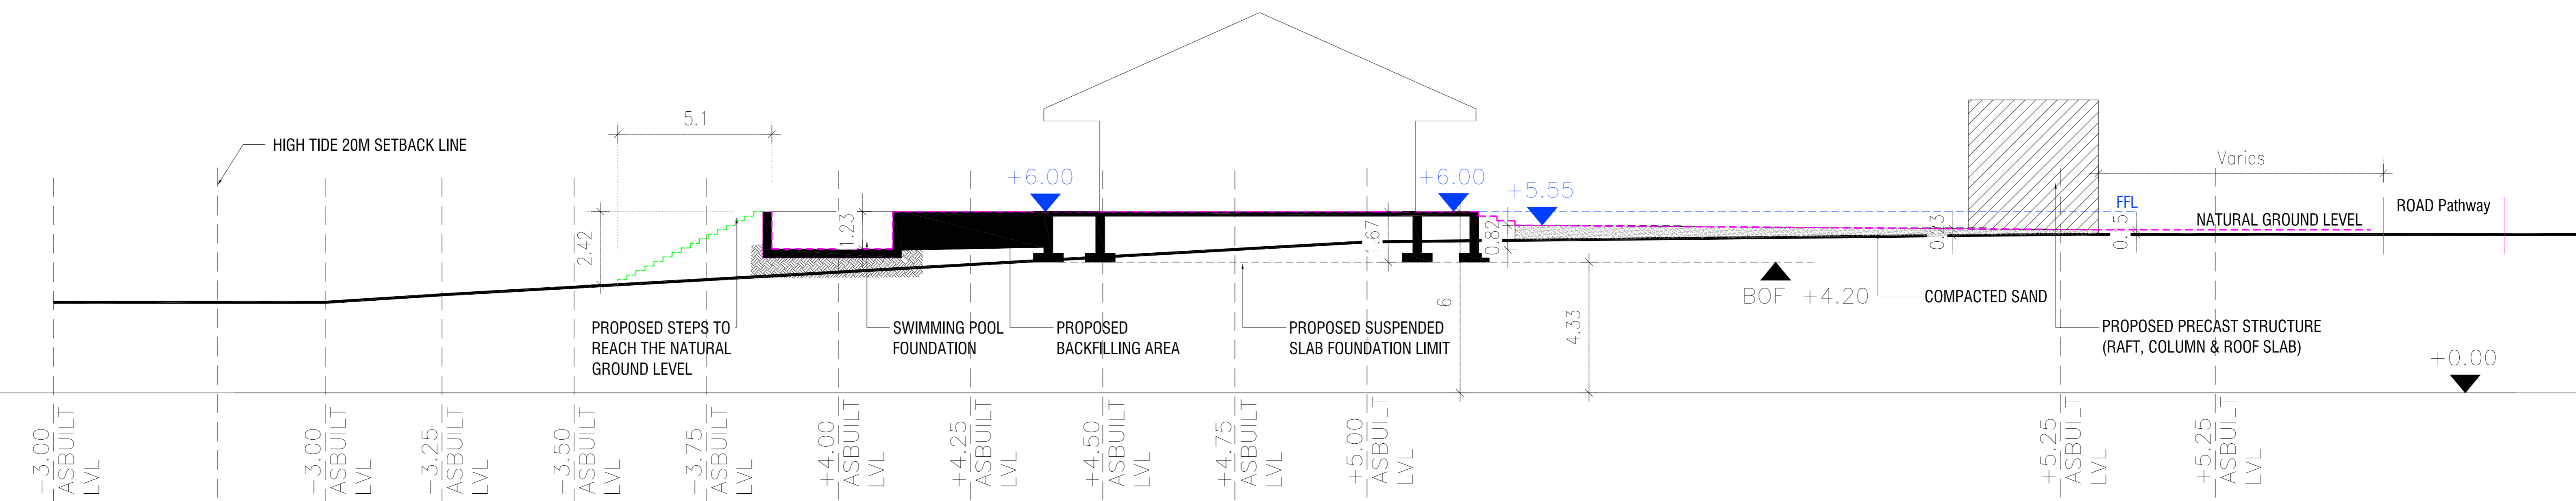 HIGH TIDE 20M SETBACK LINE
5.1
2.42
1.23
+6.00
+6.00
+5.55
1.67
0.82
6
4.33
BOF +4.20
0.15
FFL
Varies
NATURAL GROUND LEVEL
ROAD Pathway
PROPOSED STEPS TO
REACH THE NATURAL
GROUND LEVEL
SWIMMING POOL
FOUNDATION
PROPOSED
BACKFILLING AREA
PROPOSED SUSPENDED
SLAB FOUNDATION LIMIT
COMPACTED SAND
PROPOSED PRECAST STRUCTURE
(RAFT, COLUMN & ROOF SLAB)
+0.00
+3.00
ASBUILT
LVL
+3.00
ASBUILT
LVL
+3.25
ASBUILT
LVL
+3.50
ASBUILT
LVL
+3.75
ASBUILT
LVL
+4.00
ASBUILT
LVL
+4.25
ASBUILT
LVL
+4.50
ASBUILT
LVL
+4.75
ASBUILT
LVL
+5.00
ASBUILT
LVL
+5.25
ASBUILT
LVL
+5.25
ASBUILT
LVL